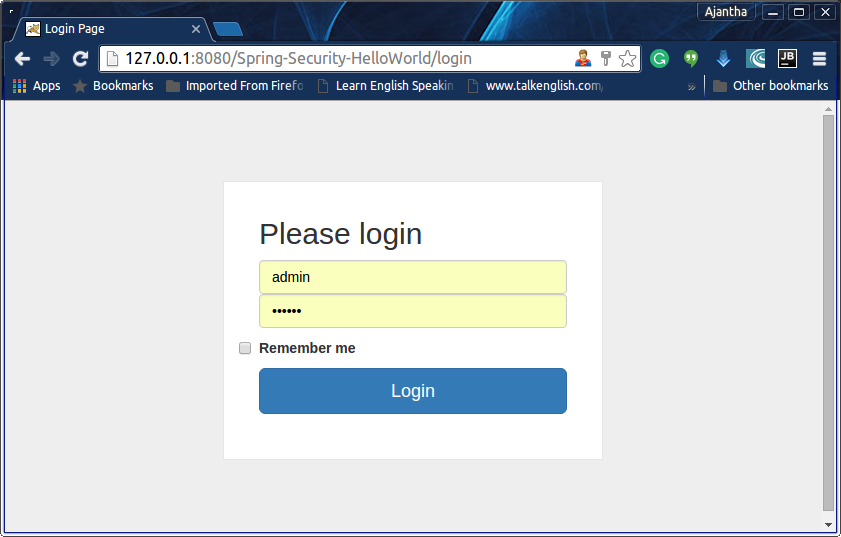 Ajantha
Login Page
127.0.0.1:8080/Spring-Security-HelloWorld/login
G
JB
Apps Bookmarks Imported From Firefo Learn English Speakin www.talkenglish.com/ » Other bookmarks
Please login
admin
••••••
Remember me
Login